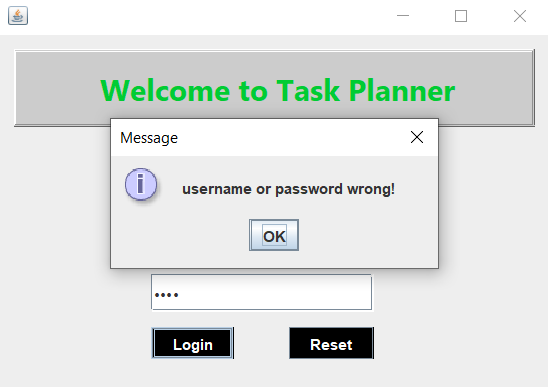 Welcome to Task Planner
Message
username or password wrong!
OK
••••
Login
Reset